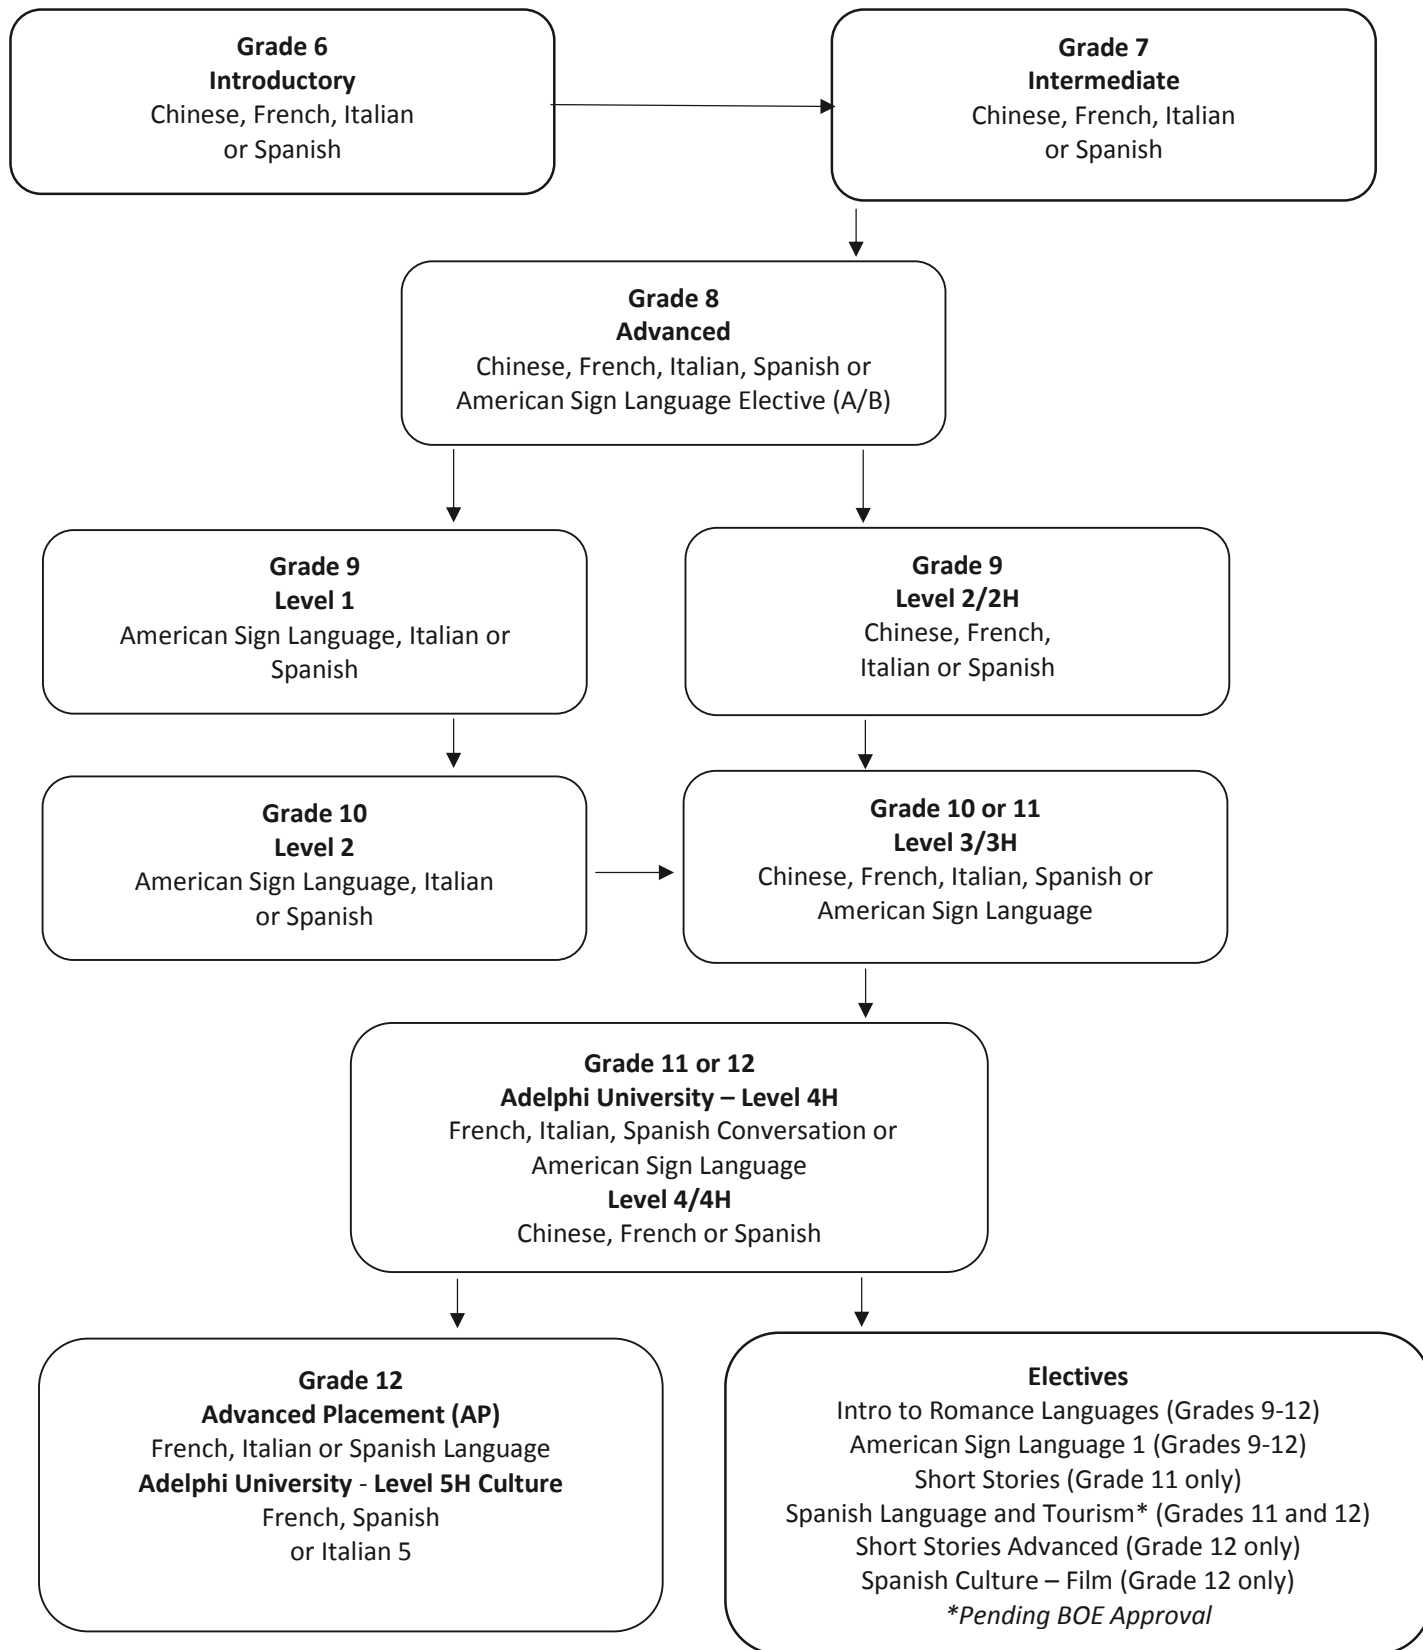 Grade 6
Introductory
Chinese, French, Italian
or Spanish
Grade 7
Intermediate
Chinese, French, Italian
or Spanish
Grade 8
Advanced
Chinese, French, Italian, Spanish or
American Sign Language Elective (A/B)
Grade 9
Level 1
American Sign Language, Italian or
Spanish
Grade 9
Level 2/2H
Chinese, French,
Italian or Spanish
Grade 10
Level 2
American Sign Language, Italian
or Spanish
Grade 10 or 11
Level 3/3H
Chinese, French, Italian, Spanish or
American Sign Language
Grade 11 or 12
Adelphi University – Level 4H
French, Italian, Spanish Conversation or
American Sign Language
Level 4/4H
Chinese, French or Spanish
Grade 12
Advanced Placement (AP)
French, Italian or Spanish Language
Adelphi University - Level 5H Culture
French, Spanish
or Italian 5
Electives
Intro to Romance Languages (Grades 9-12)
American Sign Language 1 (Grades 9-12)
Short Stories (Grade 11 only)
Spanish Language and Tourism* (Grades 11 and 12)
Short Stories Advanced (Grade 12 only)
Spanish Culture – Film (Grade 12 only)
*Pending BOE Approval